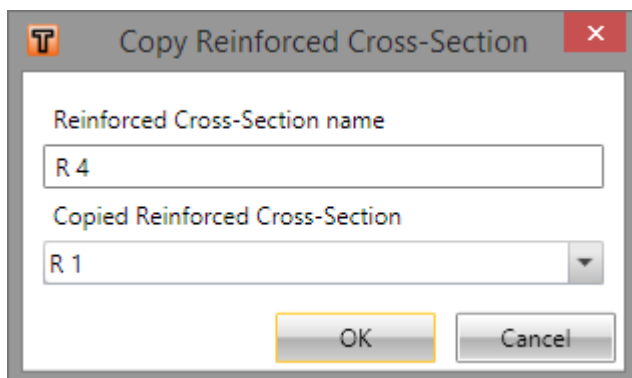 T Copy Reinforced Cross-Section ×
Reinforced Cross-Section name
R 4
Copied Reinforced Cross-Section
R 1
OK Cancel